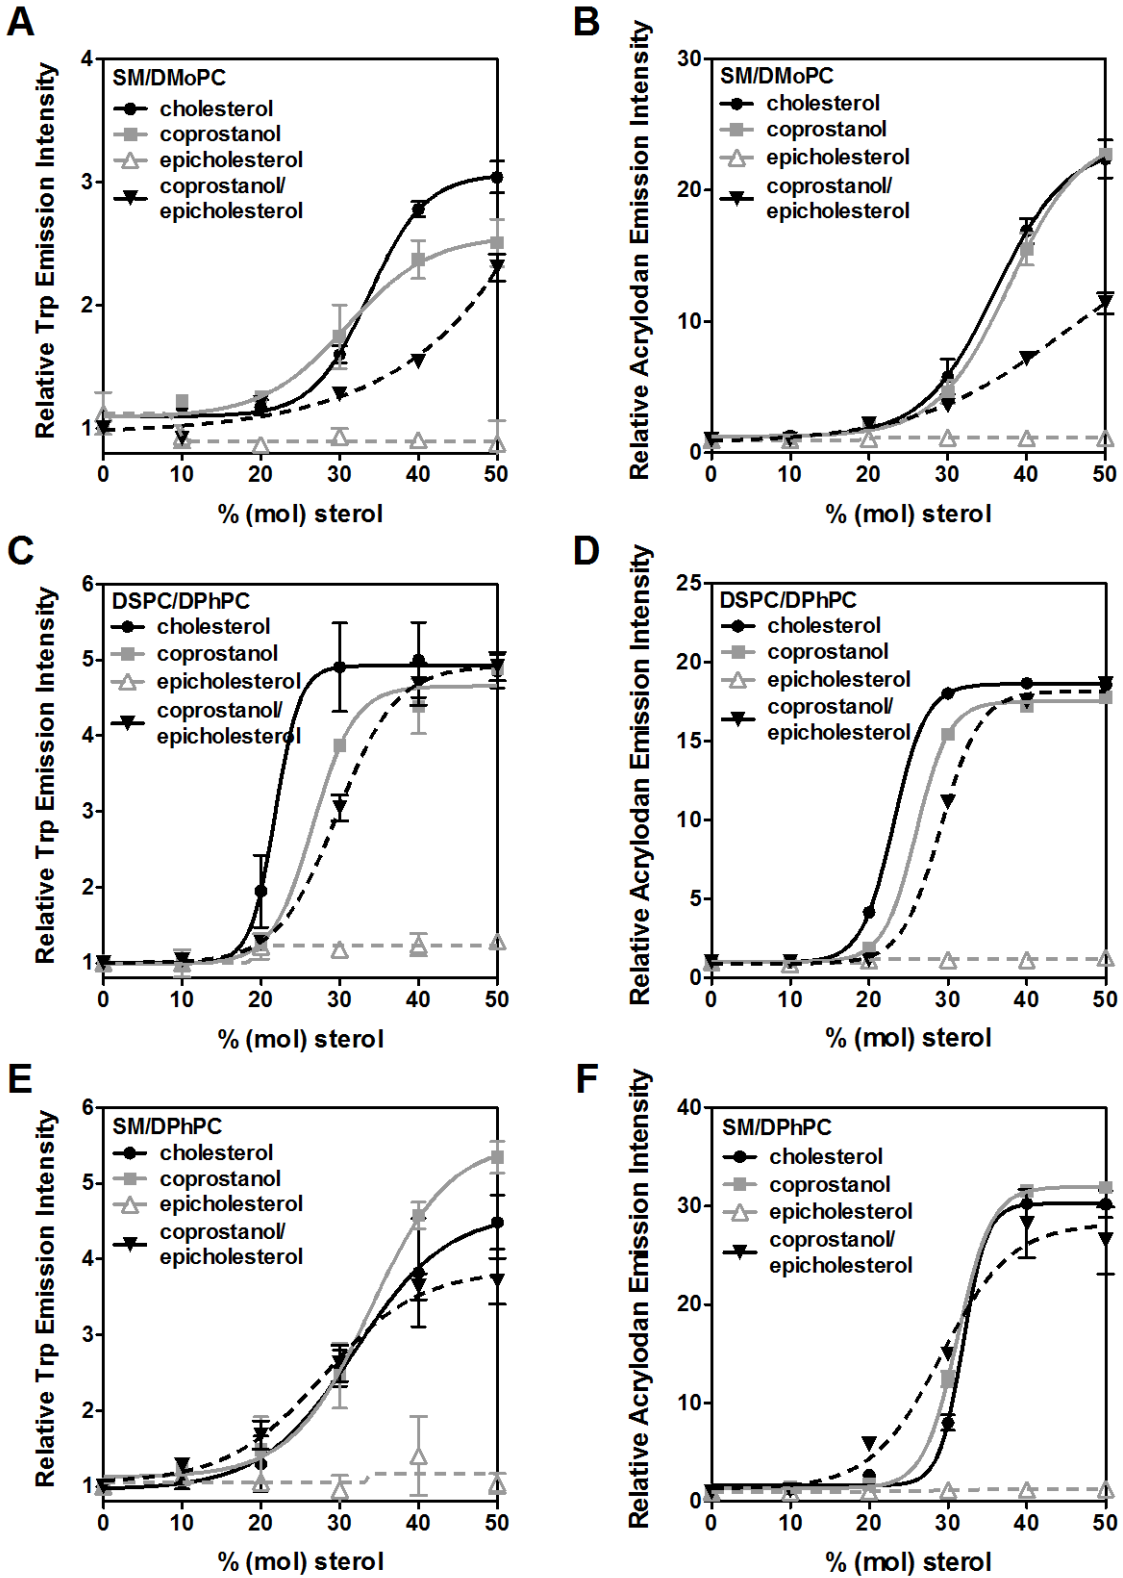 A
Relative Trp Emission Intensity
4
3
2
1
SM/DMoPC
cholesterol
coprostanol
epicholesterol
coprostanol/
epicholesterol
0 10 20 30 40 50
% (mol) sterol
B
Relative Acrylodan Emission Intensity
30
20
10
0
SM/DMoPC
cholesterol
coprostanol
epicholesterol
coprostanol/
epicholesterol
0 10 20 30 40 50
% (mol) sterol
C
Relative Trp Emission Intensity
6
5
4
3
2
1
DSPC/DPhPC
cholesterol
coprostanol
epicholesterol
coprostanol/
epicholesterol
0 10 20 30 40 50
% (mol) sterol
D
Relative Acrylodan Emission Intensity
25
20
15
10
5
0
DSPC/DPhPC
cholesterol
coprostanol
epicholesterol
coprostanol/
epicholesterol
0 10 20 30 40 50
% (mol) sterol
E
Relative Trp Emission Intensity
6
5
4
3
2
1
SM/DPhPC
cholesterol
coprostanol
epicholesterol
coprostanol/
epicholesterol
0 10 20 30 40 50
% (mol) sterol
F
Relative Acrylodan Emission Intensity
40
30
20
10
0
SM/DPhPC
cholesterol
coprostanol
epicholesterol
coprostanol/
epicholesterol
0 10 20 30 40 50
% (mol) sterol